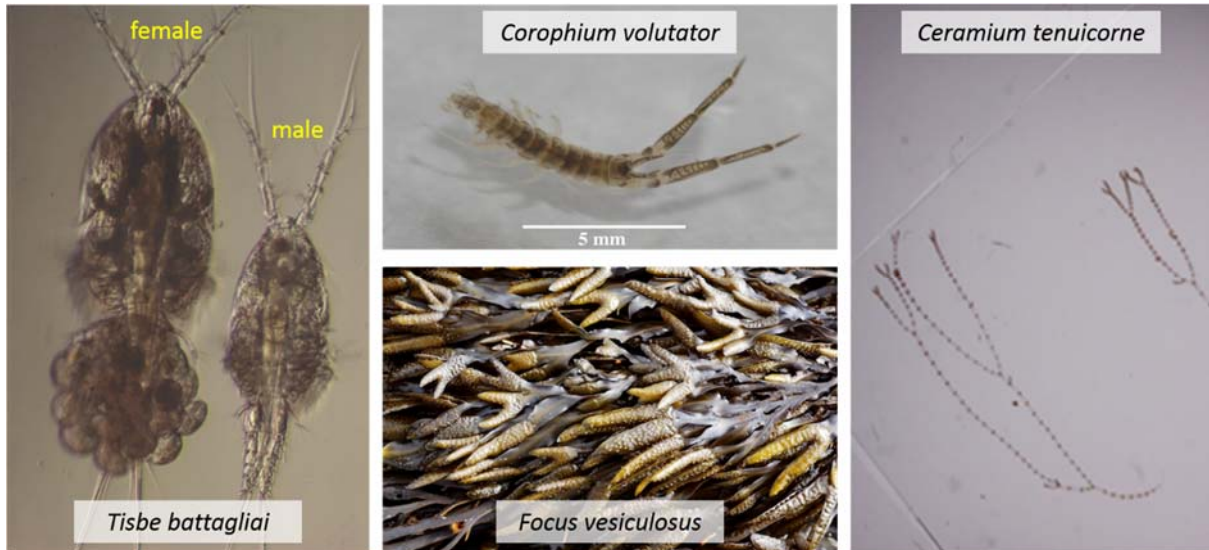 female
male
Tisbe battagliai
Corophium volutator
5 mm
Focus vesiculosus
Ceramium tenuicorne